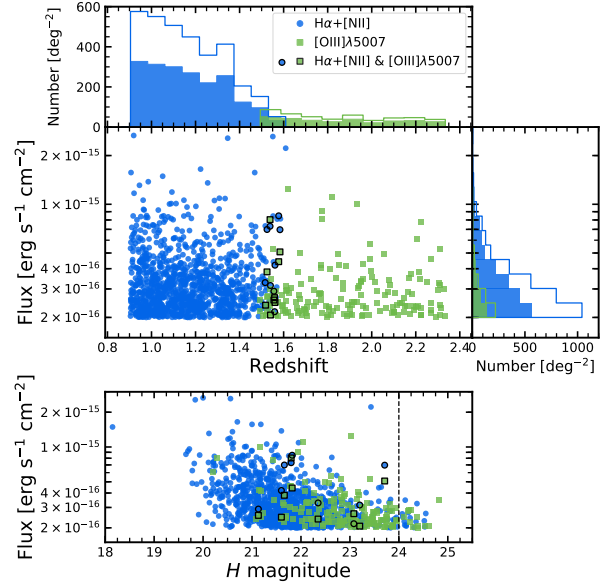 600
400
200
0
Number [deg⁻²]
Hα+[NII]
[OIII]λ5007
Hα+[NII] & [OIII]λ5007
2 × 10⁻¹⁵
1 × 10⁻¹⁵
4 × 10⁻¹⁶
3 × 10⁻¹⁶
2 × 10⁻¹⁶
Flux [erg s⁻¹ cm⁻²]
0.8 1.0 1.2 1.4 1.6 1.8 2.0 2.2 2.4
Redshift
0 500 1000
Number [deg⁻²]
2 × 10⁻¹⁵
1 × 10⁻¹⁵
4 × 10⁻¹⁶
3 × 10⁻¹⁶
2 × 10⁻¹⁶
Flux [erg s⁻¹ cm⁻²]
18 19 20 21 22 23 24 25
H magnitude